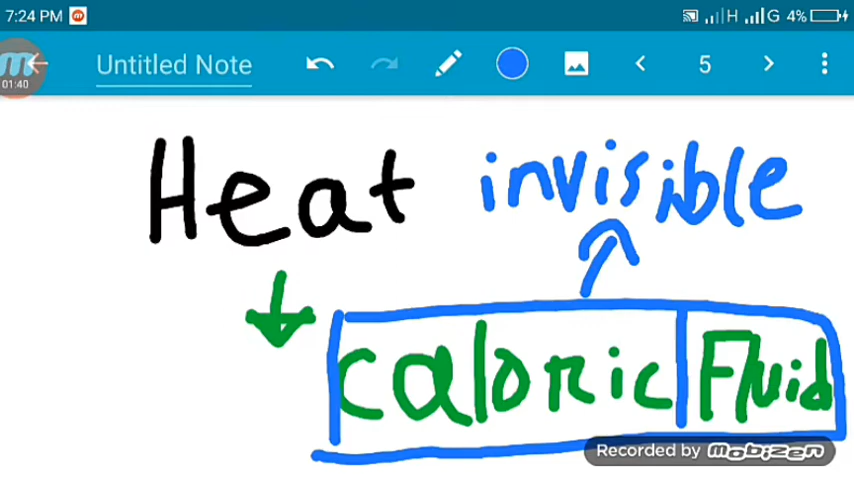 7:24 PM H G 4%
01:40 Untitled Note 5
Heat invisible
caloric Fluid
Recorded by mobizen